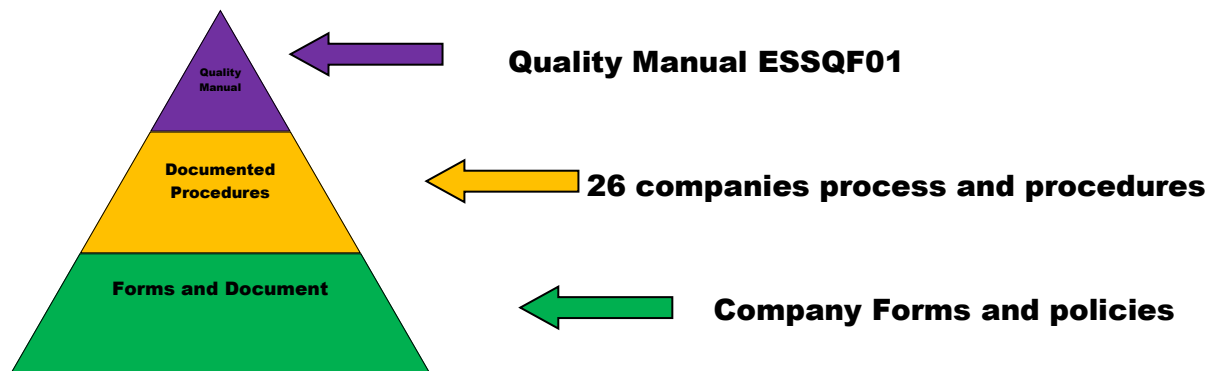 Quality
Manual
Quality Manual ESSQF01
Documented
Procedures
26 companies process and procedures
Forms and Document
Company Forms and policies